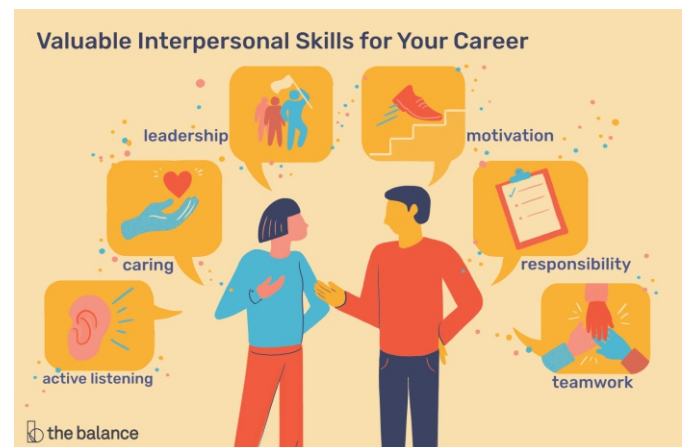 Valuable Interpersonal Skills for Your Career
leadership
motivation
caring
responsibility
active listening
teamwork
the balance